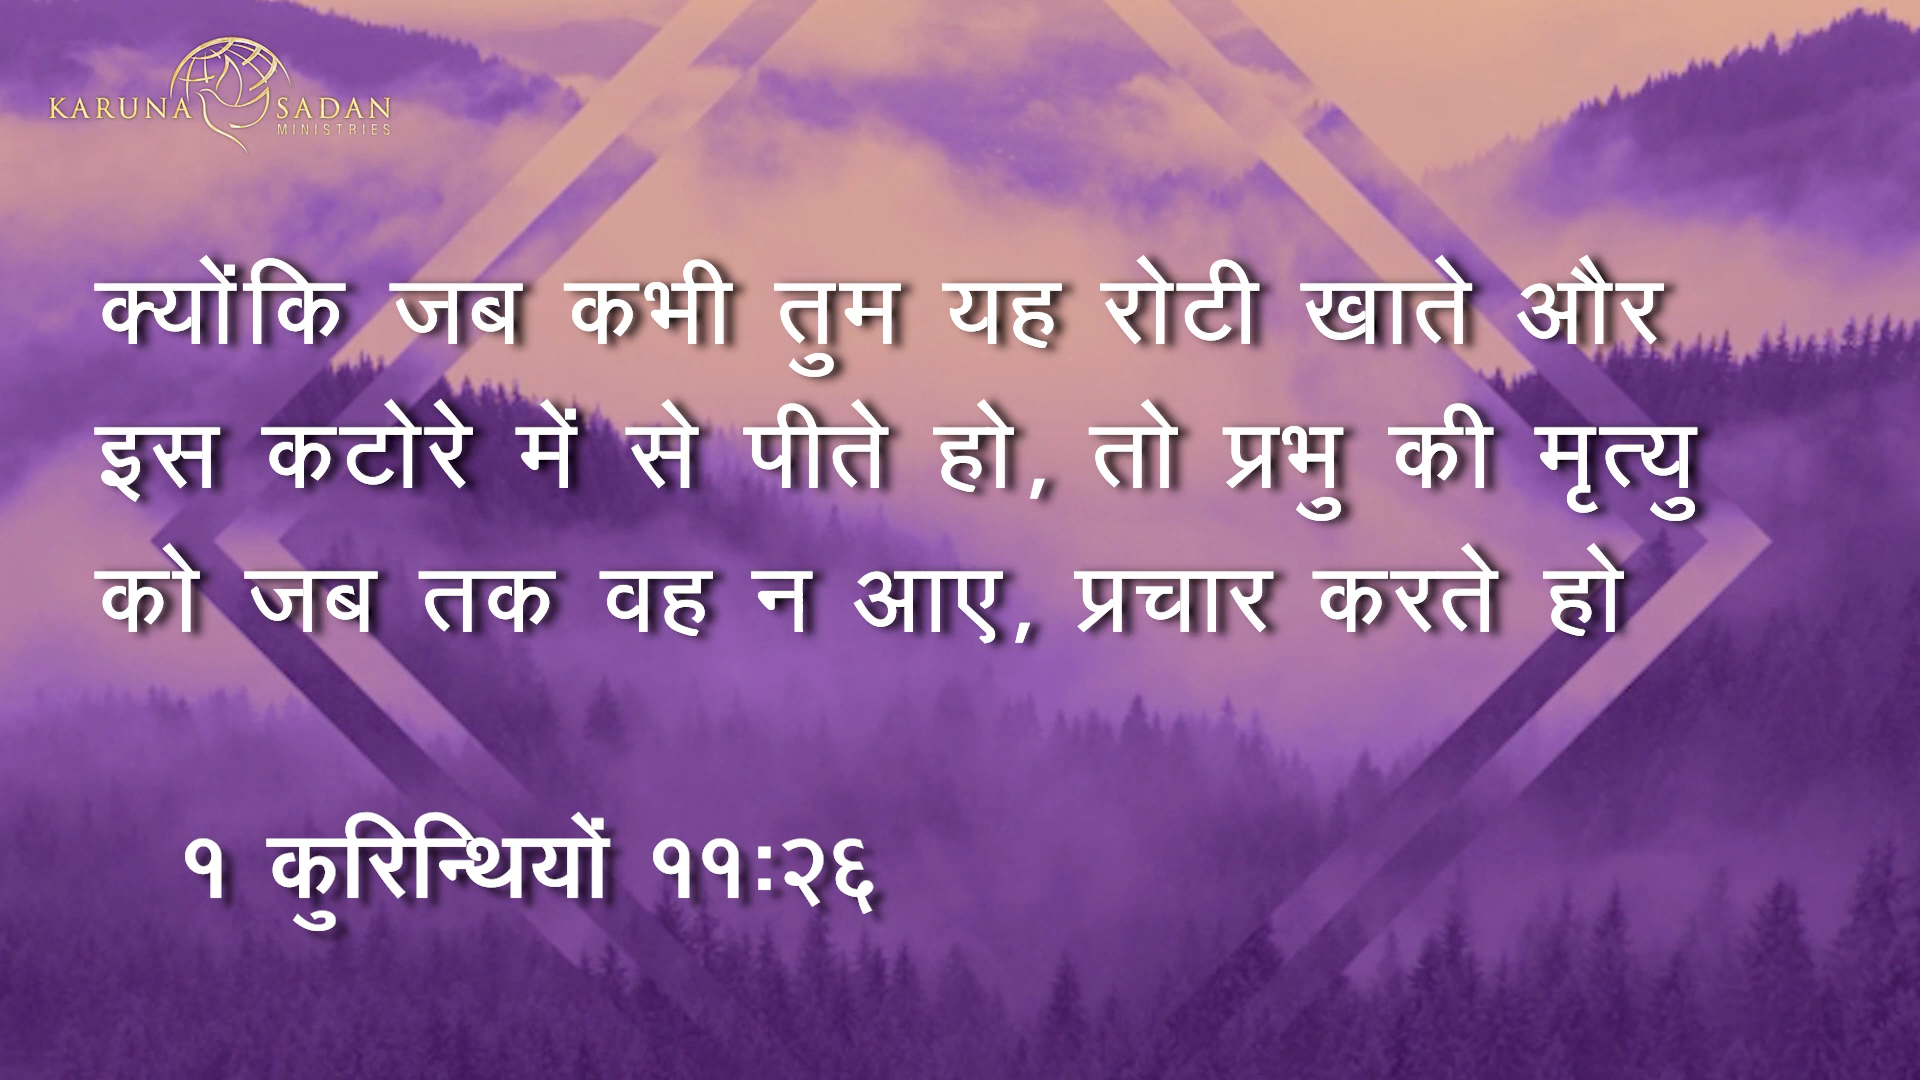 KARUNA SADAN
MINISTRIES
क्योंकि जब कभी तुम यह रोटी खाते और
इस कटोरे में से पीते हो, तो प्रभु की मृत्यु
को जब तक वह न आए, प्रचार करते हो
१ कुरिन्थियों ११:२६